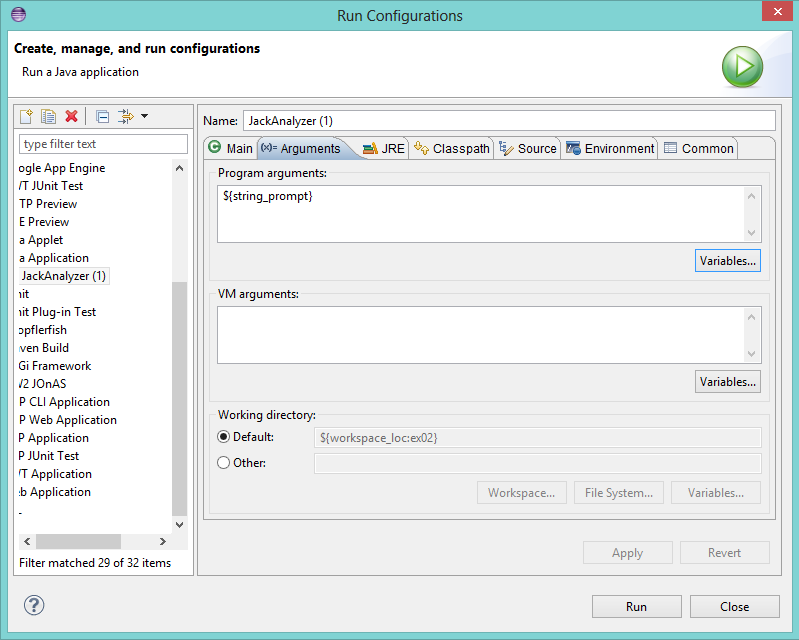 Run Configurations
Create, manage, and run configurations
Run a Java application
type filter text
ogle App Engine
/T JUnit Test
TP Preview
E Preview
a Applet
a Application
JackAnalyzer (1)
nit
nit Plug-in Test
opflerfish
ven Build
Gi Framework
V2 JOnAS
P CLI Application
P Web Application
P Application
P JUnit Test
/T Application
b Application
Filter matched 29 of 32 items
Name: JackAnalyzer (1)
Main (x)= Arguments JRE Classpath Source Environment Common
Program arguments:
${string_prompt}
Variables...
VM arguments:
Variables...
Working directory:
Default: ${workspace_loc:ex02}
Other:
Workspace... File System... Variables...
Apply Revert
? Run Close